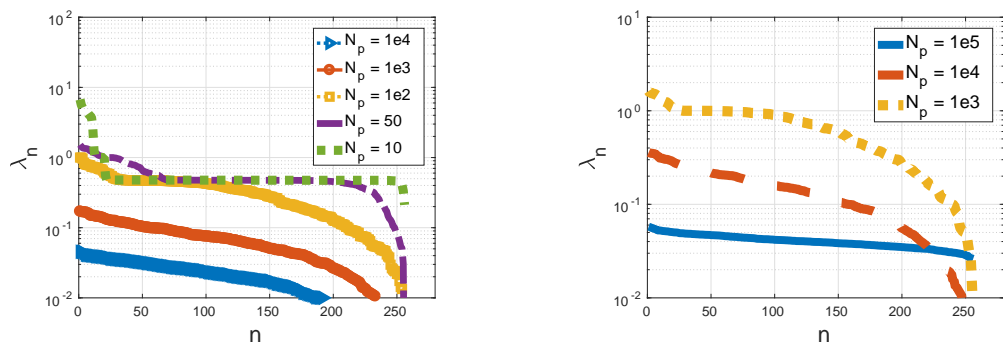 10^2
10^1
10^0
10^-1
10^-2
λ_n
0 50 100 150 200 250
n
N_p = 1e4
N_p = 1e3
N_p = 1e2
N_p = 50
N_p = 10
10^1
10^0
10^-1
10^-2
λ_n
0 50 100 150 200 250
n
N_p = 1e5
N_p = 1e4
N_p = 1e3